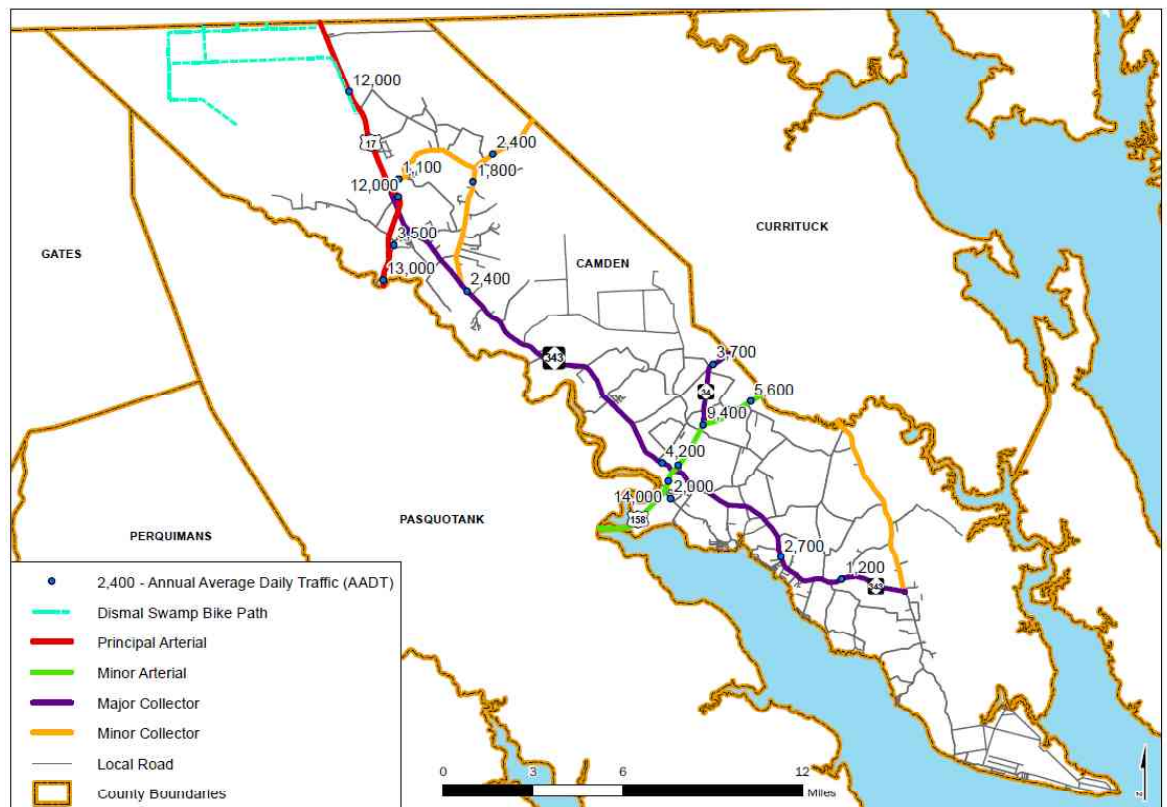 12,000
17
2,400
1,100
1,800
12,000
CURRITUCK
3,500
GATES
CAMDEN
13,000
2,400
343
3,700
34
5,600
9,400
4,200
2,000
14,000
158
PASQUOTANK
PERQUIMANS
2,700
1,200
343
2,400 - Annual Average Daily Traffic (AADT)
Dismal Swamp Bike Path
Principal Arterial
Minor Arterial
Major Collector
Minor Collector
Local Road
County Boundaries
0 3 6 12
Miles
N